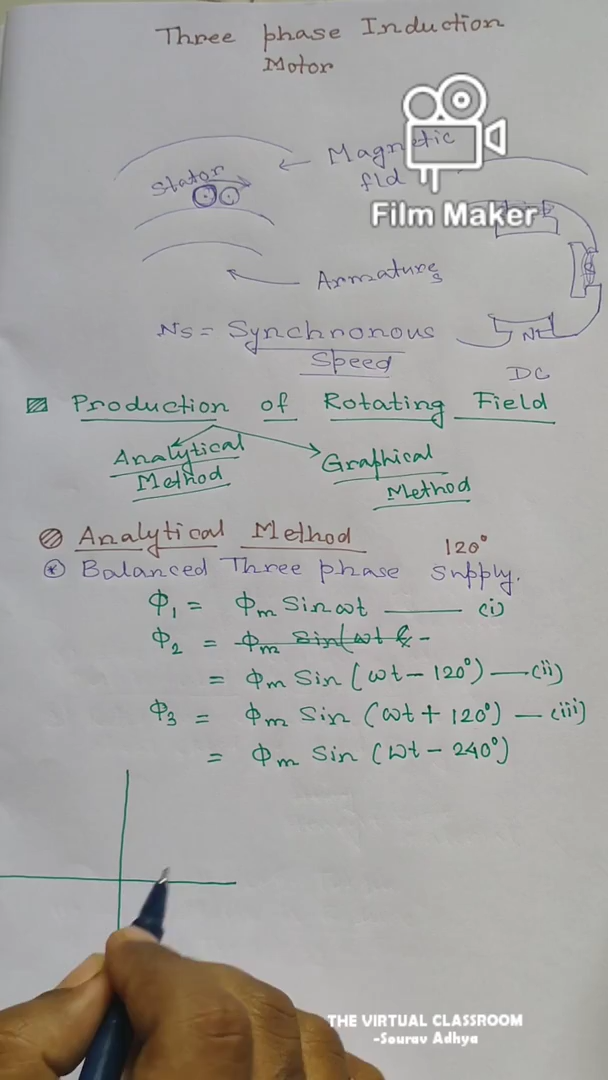 Three phase Induction
Motor
Magnetic
fld
Stator
Film Maker
Armature
Ns = Synchnonous
Speed
N
DC
Production of Rotating Field
Analytical
Method
Graphical
Method
Analytical Method
120°
Balanced Three phase Supply.
Φ₁ = Φm Sin ωt ——— (i)
Φ₂ = Φm Sin(ωt
= Φm Sin (ωt - 120°) — (ii)
Φ₃ = Φm Sin (ωt + 120°) — (iii)
= Φm Sin (ωt - 240°)
THE VIRTUAL CLASSROOM
-Sourav Adhya